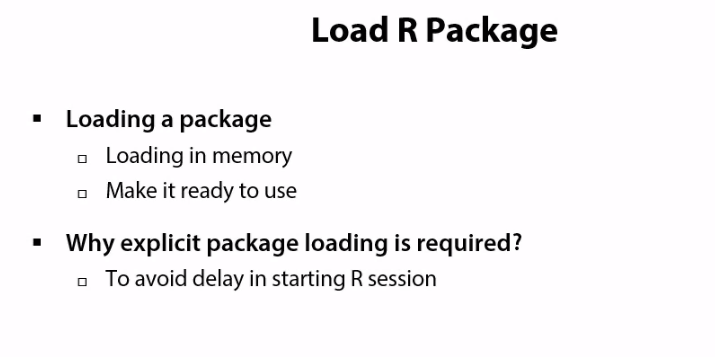 Load R Package
Loading a package
Loading in memory
Make it ready to use
Why explicit package loading is required?
To avoid delay in starting R session